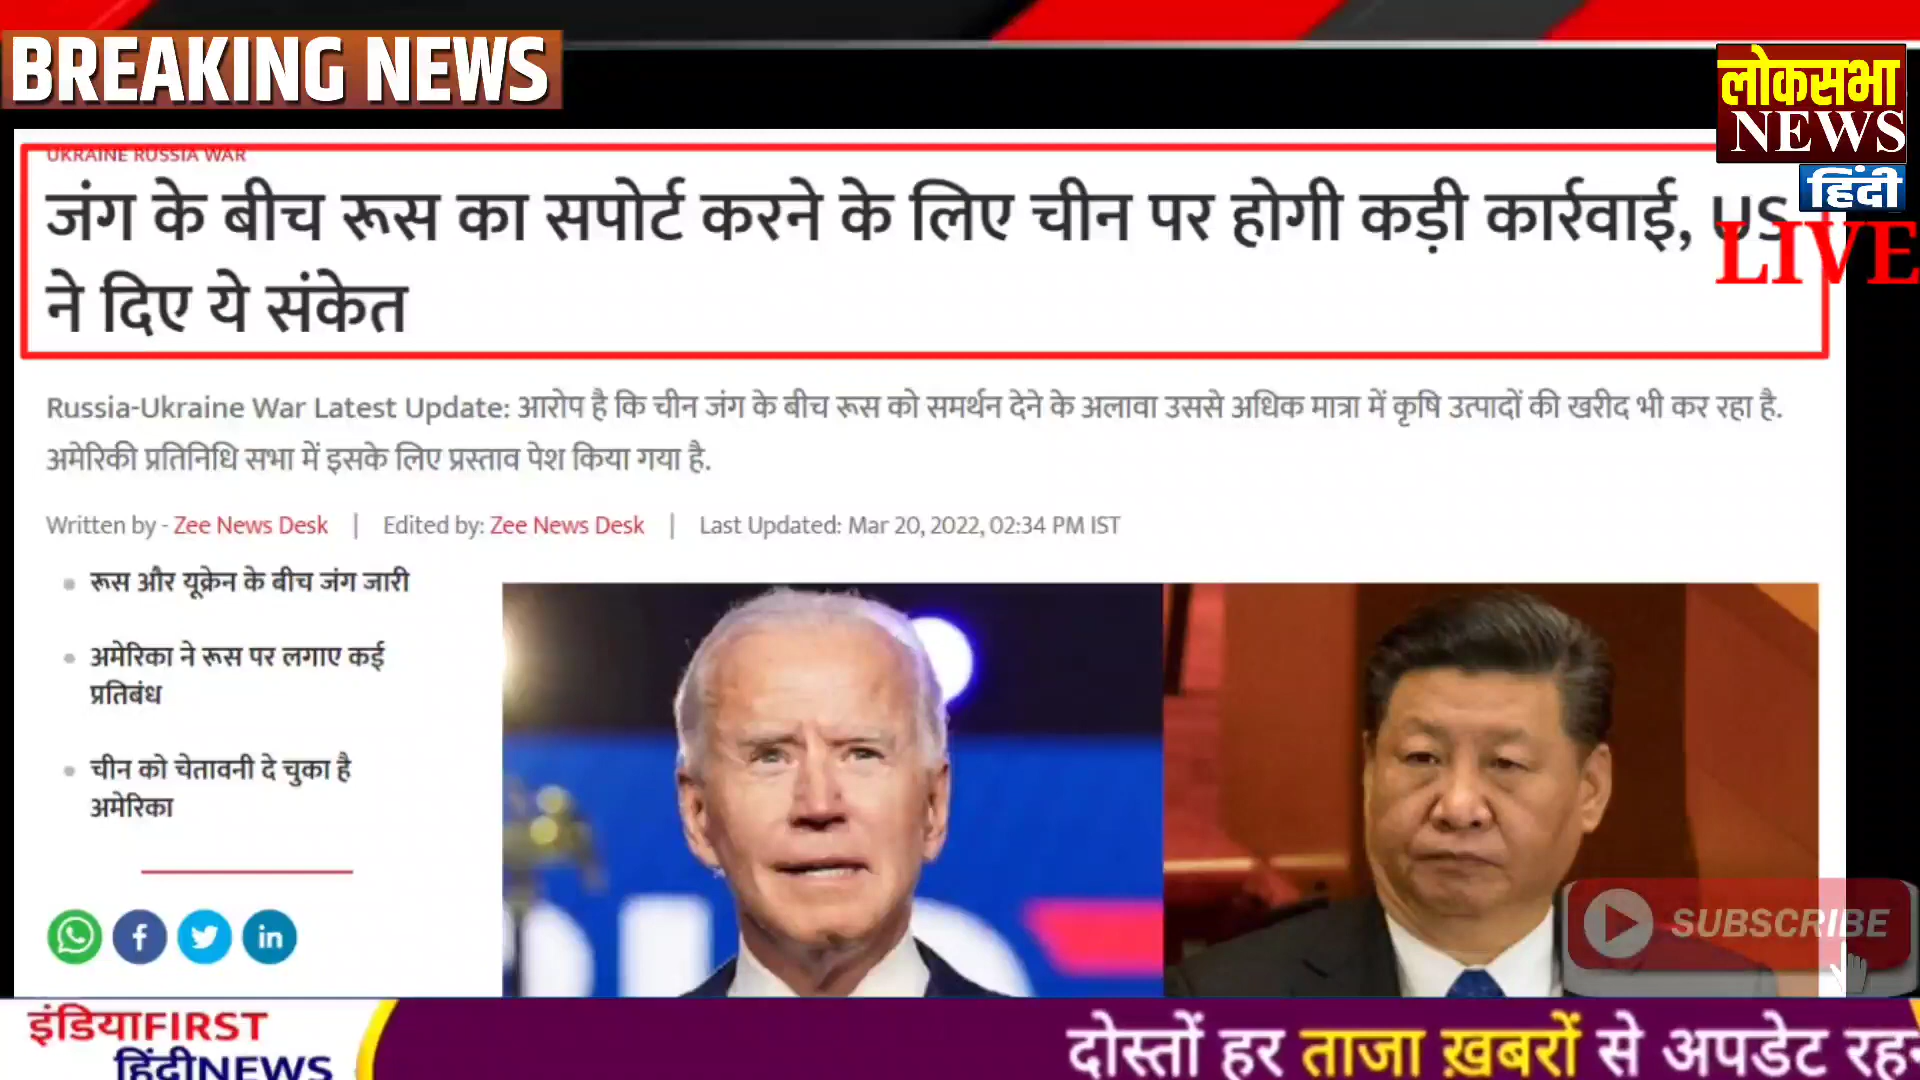 BREAKING NEWS
लोकसभा
NEWS
हिंदी
LIVE
UKRAINE RUSSIA WAR
जंग के बीच रूस का सपोर्ट करने के लिए चीन पर होगी कड़ी कार्रवाई, US
ने दिए ये संकेत
Russia-Ukraine War Latest Update: आरोप है कि चीन जंग के बीच रूस को समर्थन देने के अलावा उससे अधिक मात्रा में कृषि उत्पादों की खरीद भी कर रहा है.
अमेरिकी प्रतिनिधि सभा में इसके लिए प्रस्ताव पेश किया गया है.
Written by - Zee News Desk | Edited by: Zee News Desk | Last Updated: Mar 20, 2022, 02:34 PM IST
रूस और यूक्रेन के बीच जंग जारी
अमेरिका ने रूस पर लगाए कई
प्रतिबंध
चीन को चेतावनी दे चुका है
अमेरिका
SUBSCRIBE
इंडियाFIRST
हिंदीNEWS
दोस्तों हर ताजा ख़बरों से अपडेट